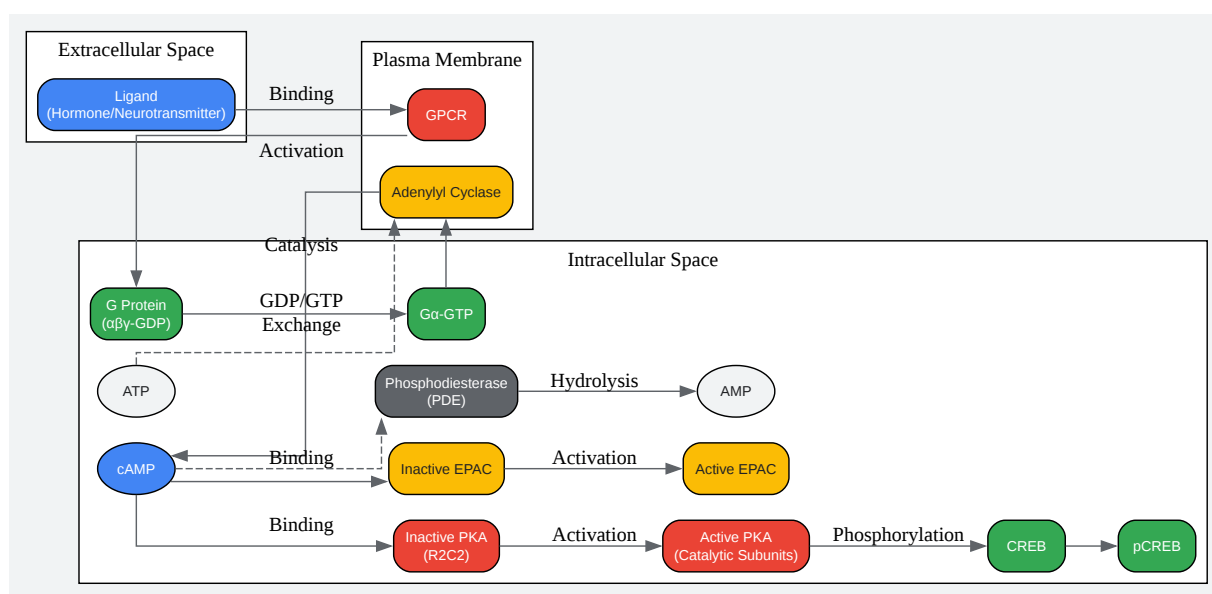 Extracellular Space
Ligand
(Hormone/Neurotransmitter)
Binding
Plasma Membrane
GPCR
Activation
Adenylyl Cyclase
Catalysis
Intracellular Space
G Protein
(αβγ-GDP)
GDP/GTP
Exchange
Gα-GTP
ATP
Phosphodiesterase
(PDE)
Hydrolysis
AMP
cAMP
Binding
Inactive EPAC
Activation
Active EPAC
Binding
Inactive PKA
(R2C2)
Activation
Active PKA
(Catalytic Subunits)
Phosphorylation
CREB
pCREB